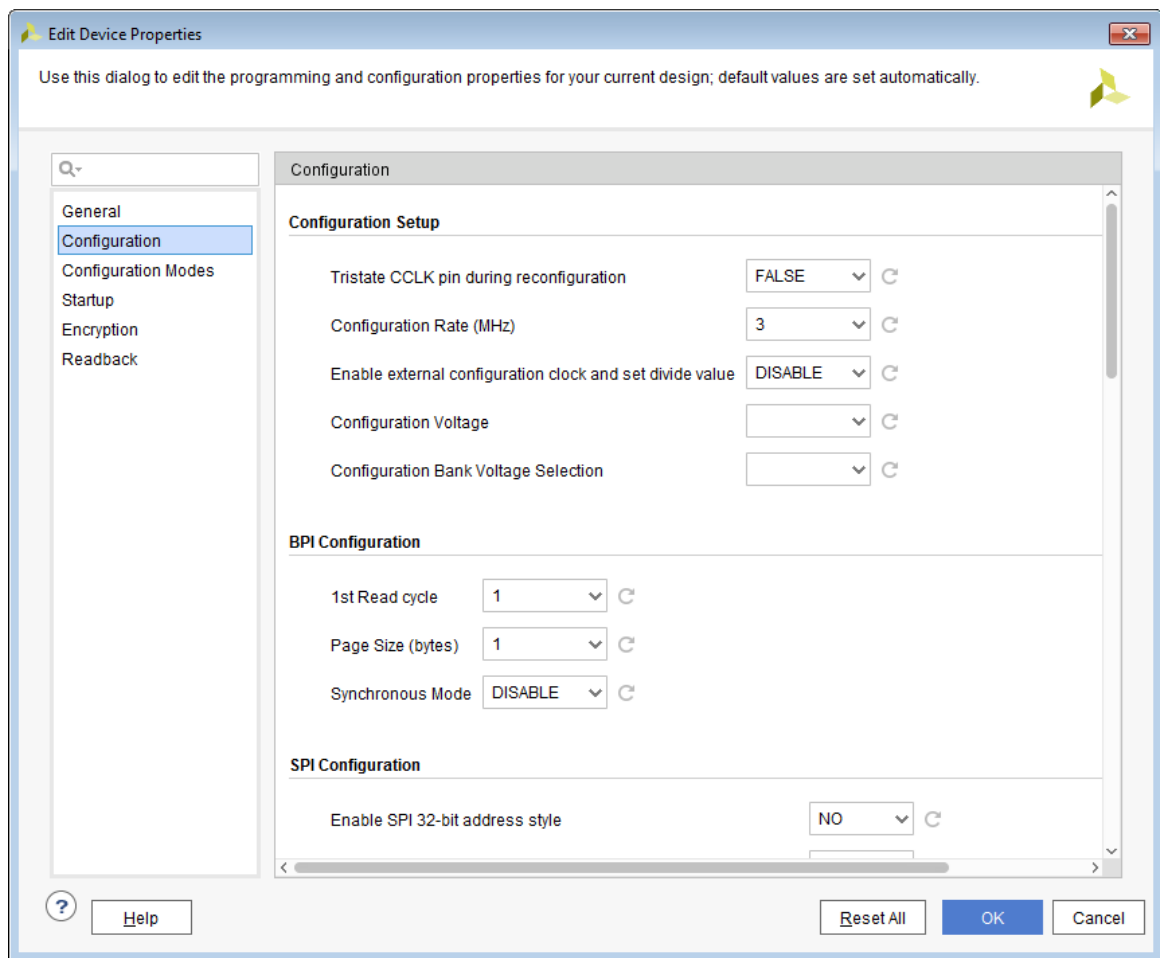 Edit Device Properties
Use this dialog to edit the programming and configuration properties for your current design; default values are set automatically.
General
Configuration
Configuration Modes
Startup
Encryption
Readback
Configuration
Configuration Setup
Tristate CCLK pin during reconfiguration FALSE
Configuration Rate (MHz) 3
Enable external configuration clock and set divide value DISABLE
Configuration Voltage
Configuration Bank Voltage Selection
BPI Configuration
1st Read cycle 1
Page Size (bytes) 1
Synchronous Mode DISABLE
SPI Configuration
Enable SPI 32-bit address style NO
? Help Reset All OK Cancel